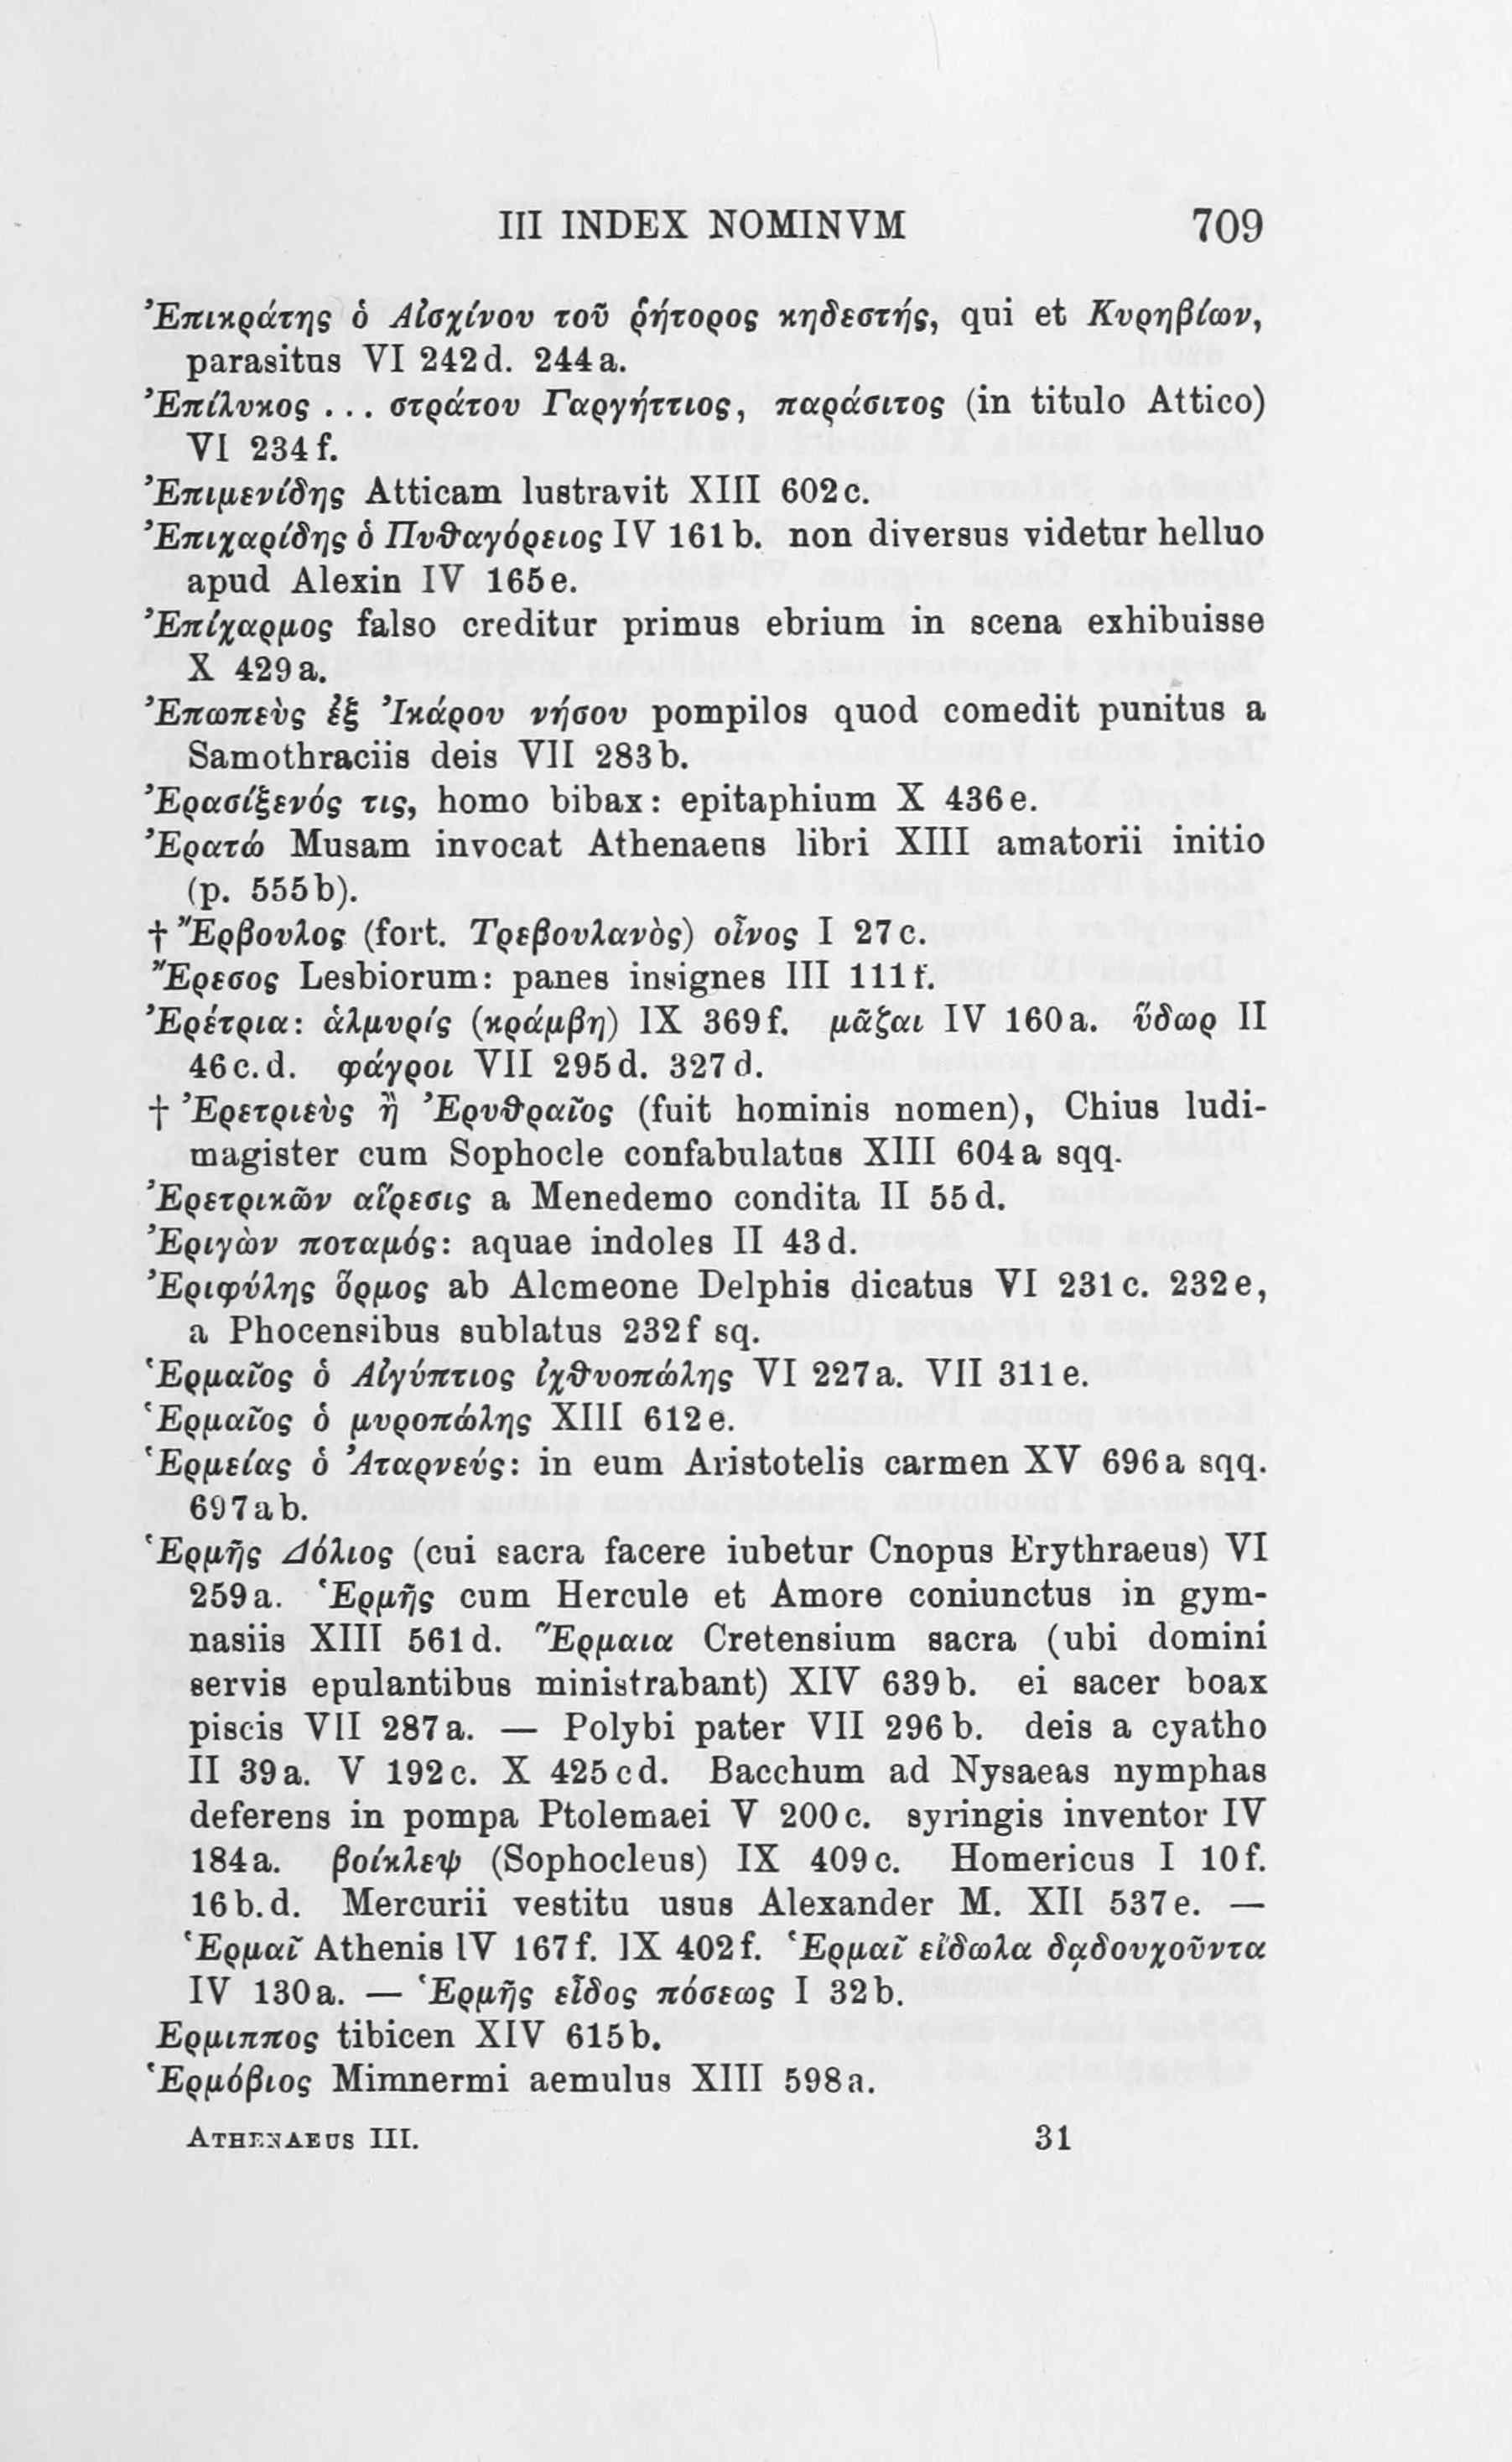 III INDEX NOMINVM 709
Ἐπικράτης ὁ Αἰσχίνου τοῦ ῥήτορος κηδεστής, qui et Κυρηβίων,
parasitus VI 242d. 244a.
Ἐπίλυκος ... στράτου Γαργήττιος, παράσιτος (in titulo Attico)
VI 234f.
Ἐπιμενίδης Atticam lustravit XIII 602c.
Ἐπιχαρίδης ὁ Πυϑαγόρειος IV 161b. non diversus videtur helluo
apud Alexin IV 165e.
Ἐπίχαρμος falso creditur primus ebrium in scena exhibuisse
X 429a.
Ἐπωπεὺς ἐξ Ἰκάρου νήσου pompilos quod comedit punitus a
Samothraciis deis VII 283b.
Ἐρασίξενός τις, homo bibax: epitaphium X 436e.
Ἐρατώ Musam invocat Athenaeus libri XIII amatorii initio
(p. 555b).
† Ἔρβουλος (fort. Τρεβουλανὸς) οἶνος I 27c.
Ἔρεσος Lesbiorum: panes insignes III 111f.
Ἐρέτρια: ἁλμυρίς (κράμβη) IX 369f. μᾶζαι IV 160a. ὕδωρ II
46c.d. φάγροι VII 295d. 327d.
† Ἐρετριεὺς ἢ Ἐρυϑραῖος (fuit hominis nomen), Chius ludi-
magister cum Sophocle confabulatus XIII 604a sqq.
Ἐρετρικῶν αἵρεσις a Menedemo condita II 55d.
Ἐριγὼν ποταμός: aquae indoles II 43d.
Ἐριφύλης ὅρμος ab Alcmeone Delphis dicatus VI 231c. 232e,
a Phocensibus sublatus 232f sq.
Ἑρμαῖος ὁ Αἰγύπτιος ἰχϑυοπώλης VI 227a. VII 311e.
Ἑρμαῖος ὁ μυροπώλης XIII 612e.
Ἑρμείας ὁ Ἀταρνεύς: in eum Aristotelis carmen XV 696a sqq.
697ab.
Ἑρμῆς Δόλιος (cui sacra facere iubetur Cnopus Erythraeus) VI
259a. Ἑρμῆς cum Hercule et Amore coniunctus in gym-
nasiis XIII 561d. Ἕρμαια Cretensium sacra (ubi domini
servis epulantibus ministrabant) XIV 639b. ei sacer boax
piscis VII 287a. — Polybi pater VII 296b. deis a cyatho
II 39a. V 192c. X 425cd. Bacchum ad Nysaeas nymphas
deferens in pompa Ptolemaei V 200c. syringis inventor IV
184a. βοίκλεψ (Sophocleus) IX 409c. Homericus I 10f.
16b.d. Mercurii vestitu usus Alexander M. XII 537e. —
Ἑρμαῖ Athenis IV 167f. IX 402f. Ἑρμαῖ εἴδωλα δᾳδουχοῦντα
IV 130a. — Ἑρμῆς εἶδος πόσεως I 32b.
Ερμιππος tibicen XIV 615b.
Ἑρμόβιος Mimnermi aemulus XIII 598a.
ATHENAEUS III. 31